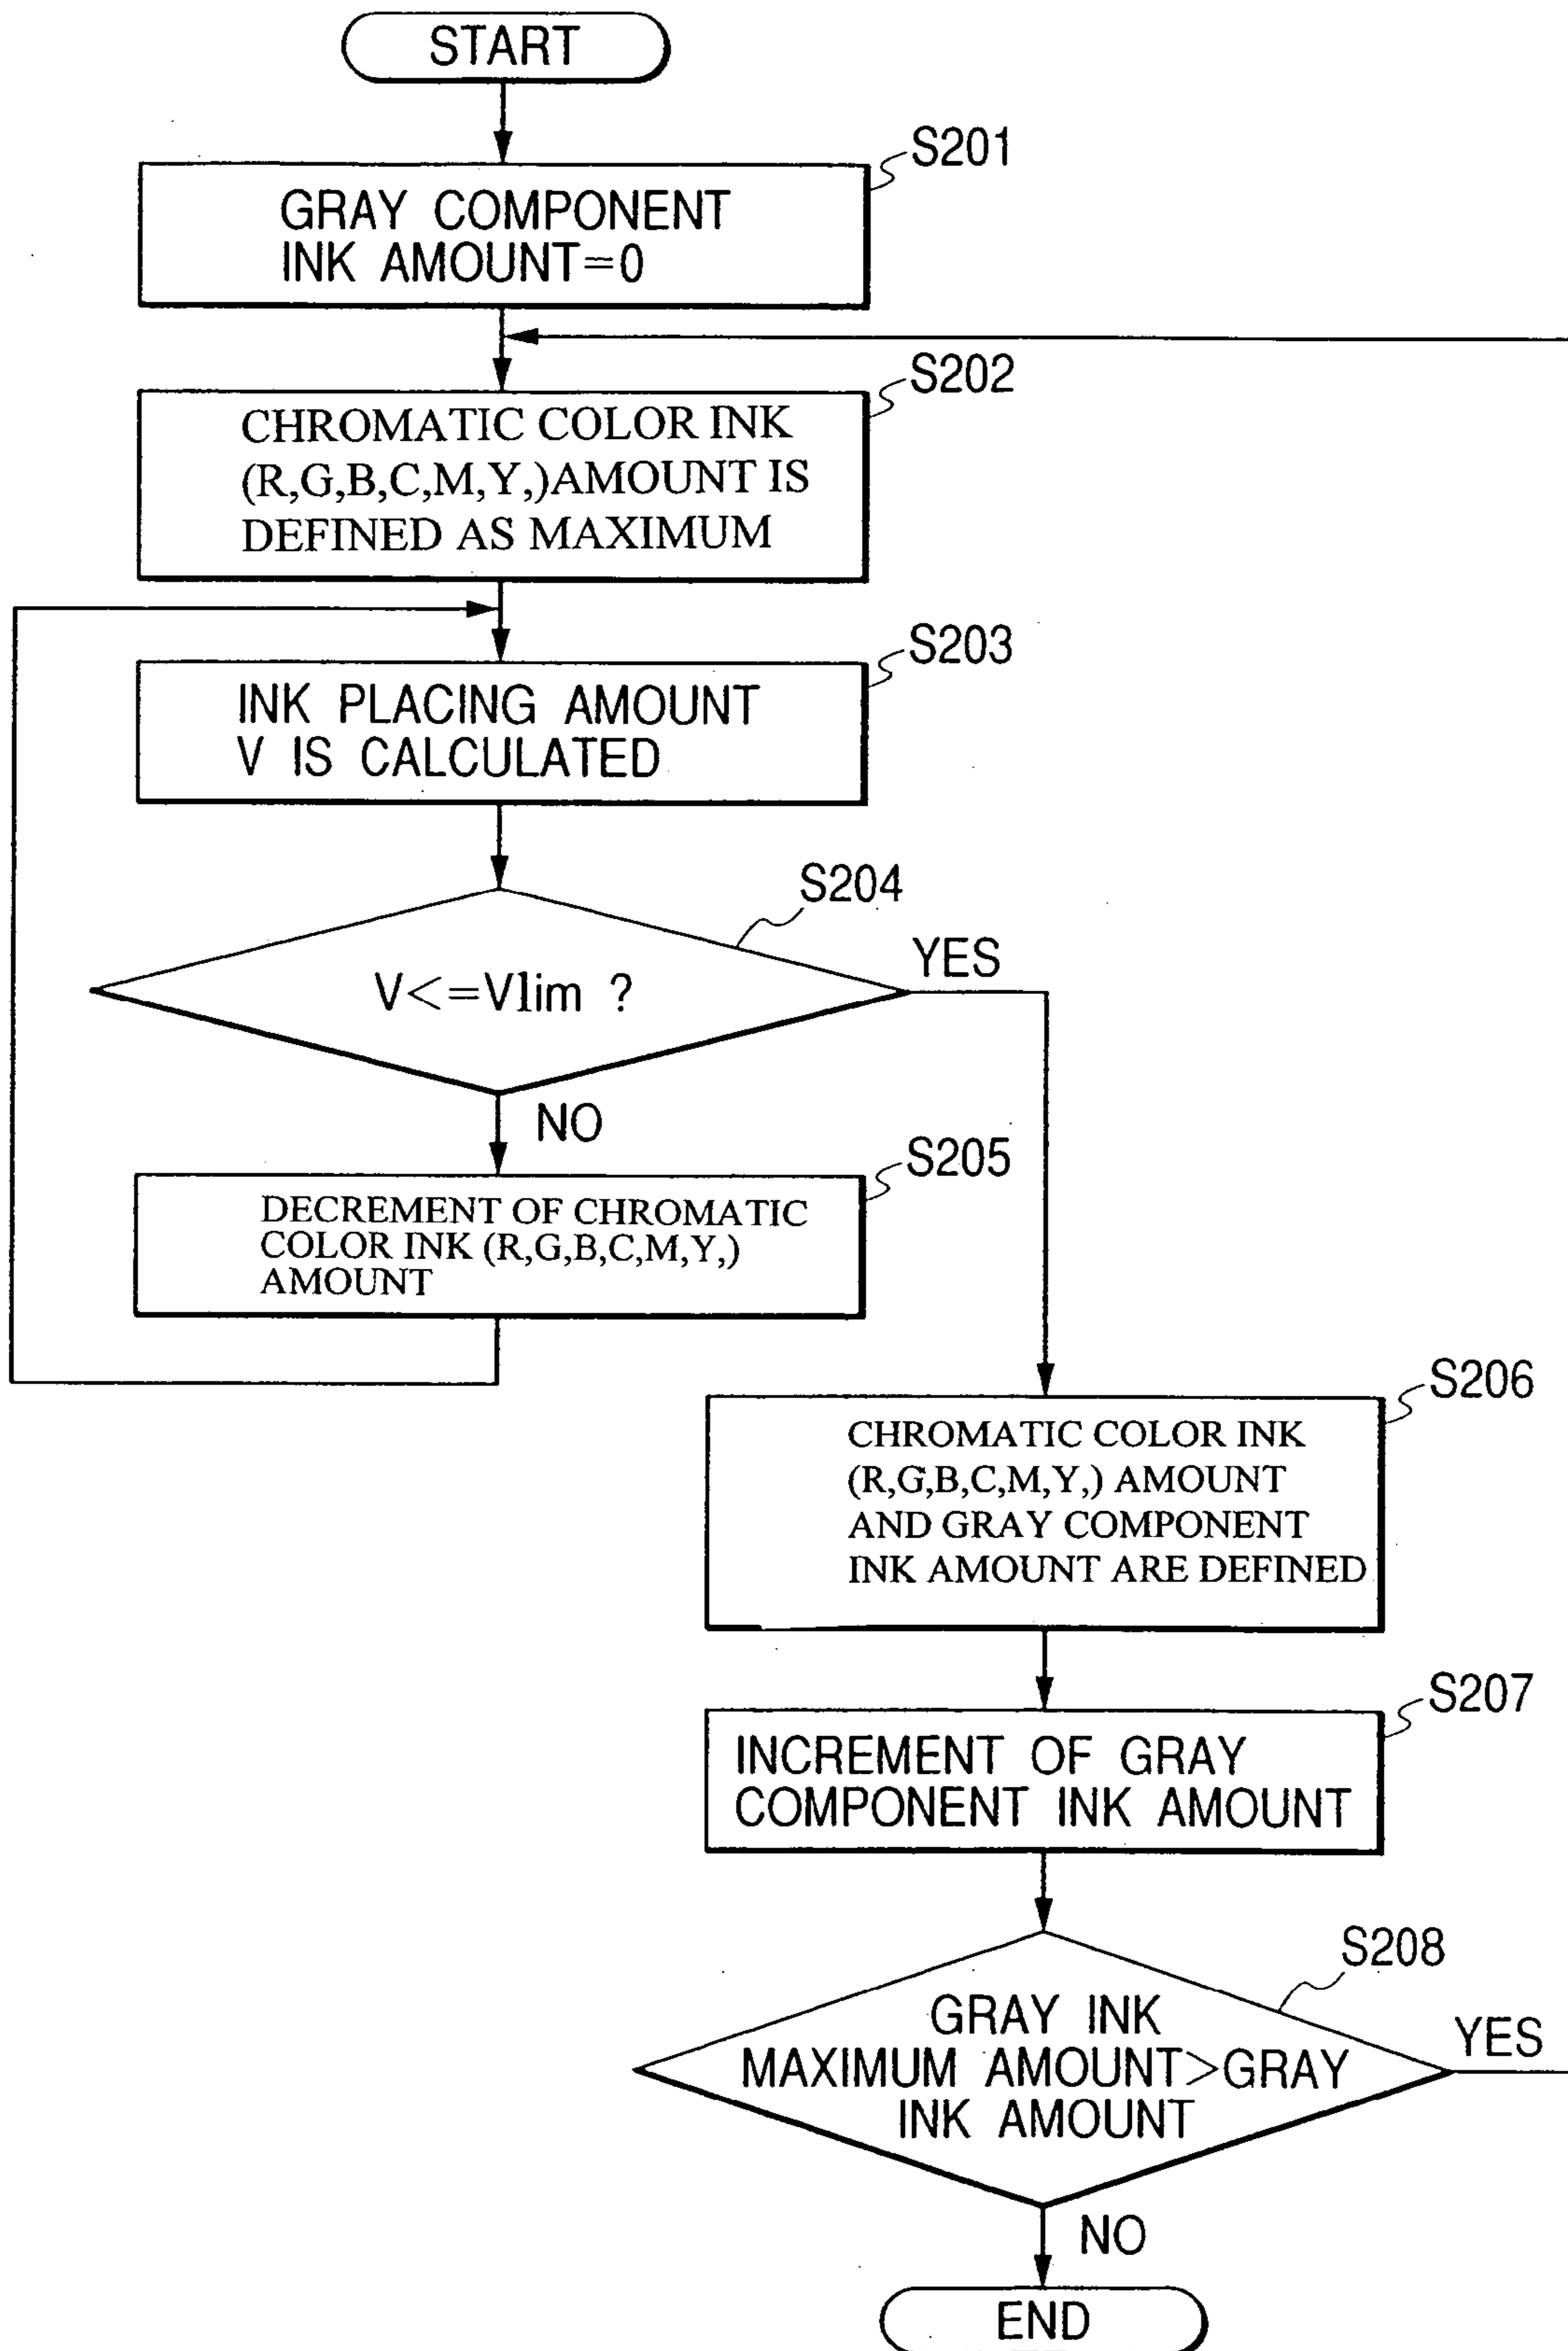 START
S201
GRAY COMPONENT
INK AMOUNT=0
S202
CHROMATIC COLOR INK
(R,G,B,C,M,Y,)AMOUNT IS
DEFINED AS MAXIMUM
S203
INK PLACING AMOUNT
V IS CALCULATED
S204
V<=Vlim ?
YES
NO
S205
DECREMENT OF CHROMATIC
COLOR INK (R,G,B,C,M,Y,)
AMOUNT
S206
CHROMATIC COLOR INK
(R,G,B,C,M,Y,) AMOUNT
AND GRAY COMPONENT
INK AMOUNT ARE DEFINED
S207
INCREMENT OF GRAY
COMPONENT INK AMOUNT
S208
GRAY INK
MAXIMUM AMOUNT>GRAY
INK AMOUNT
YES
NO
END